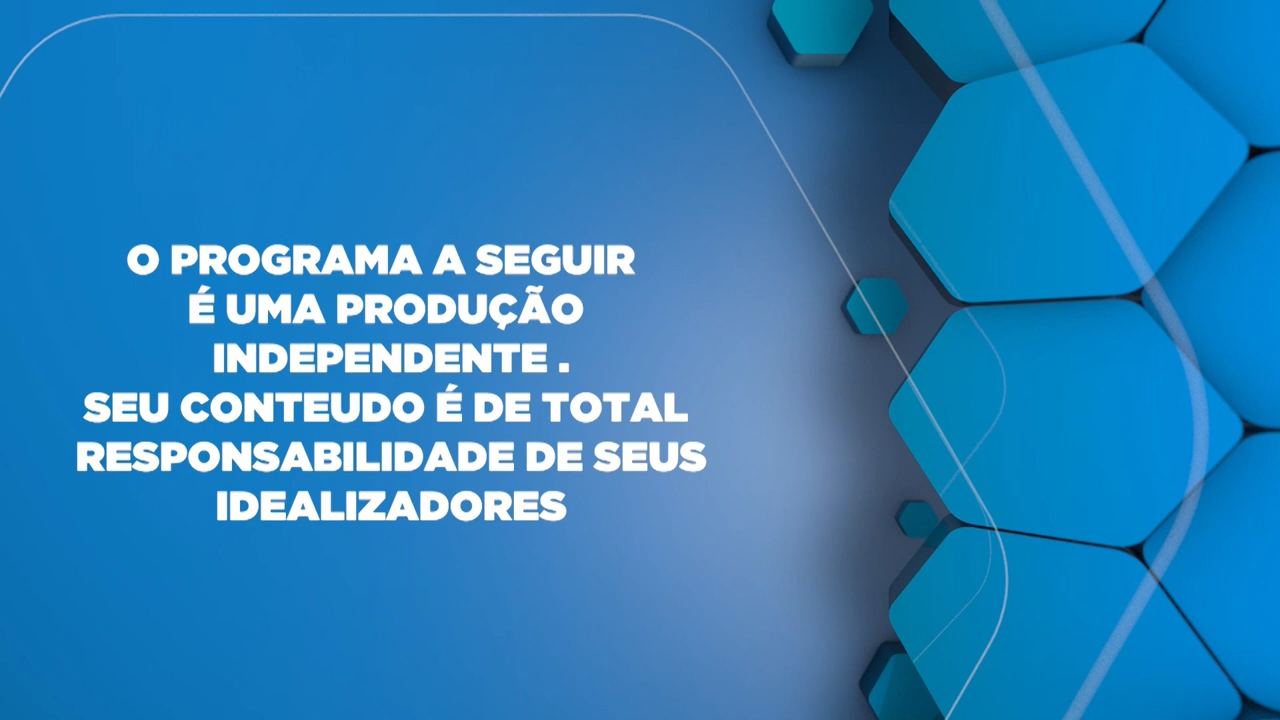 O PROGRAMA A SEGUIR
É UMA PRODUÇÃO
INDEPENDENTE .
SEU CONTEUDO É DE TOTAL
RESPONSABILIDADE DE SEUS
IDEALIZADORES